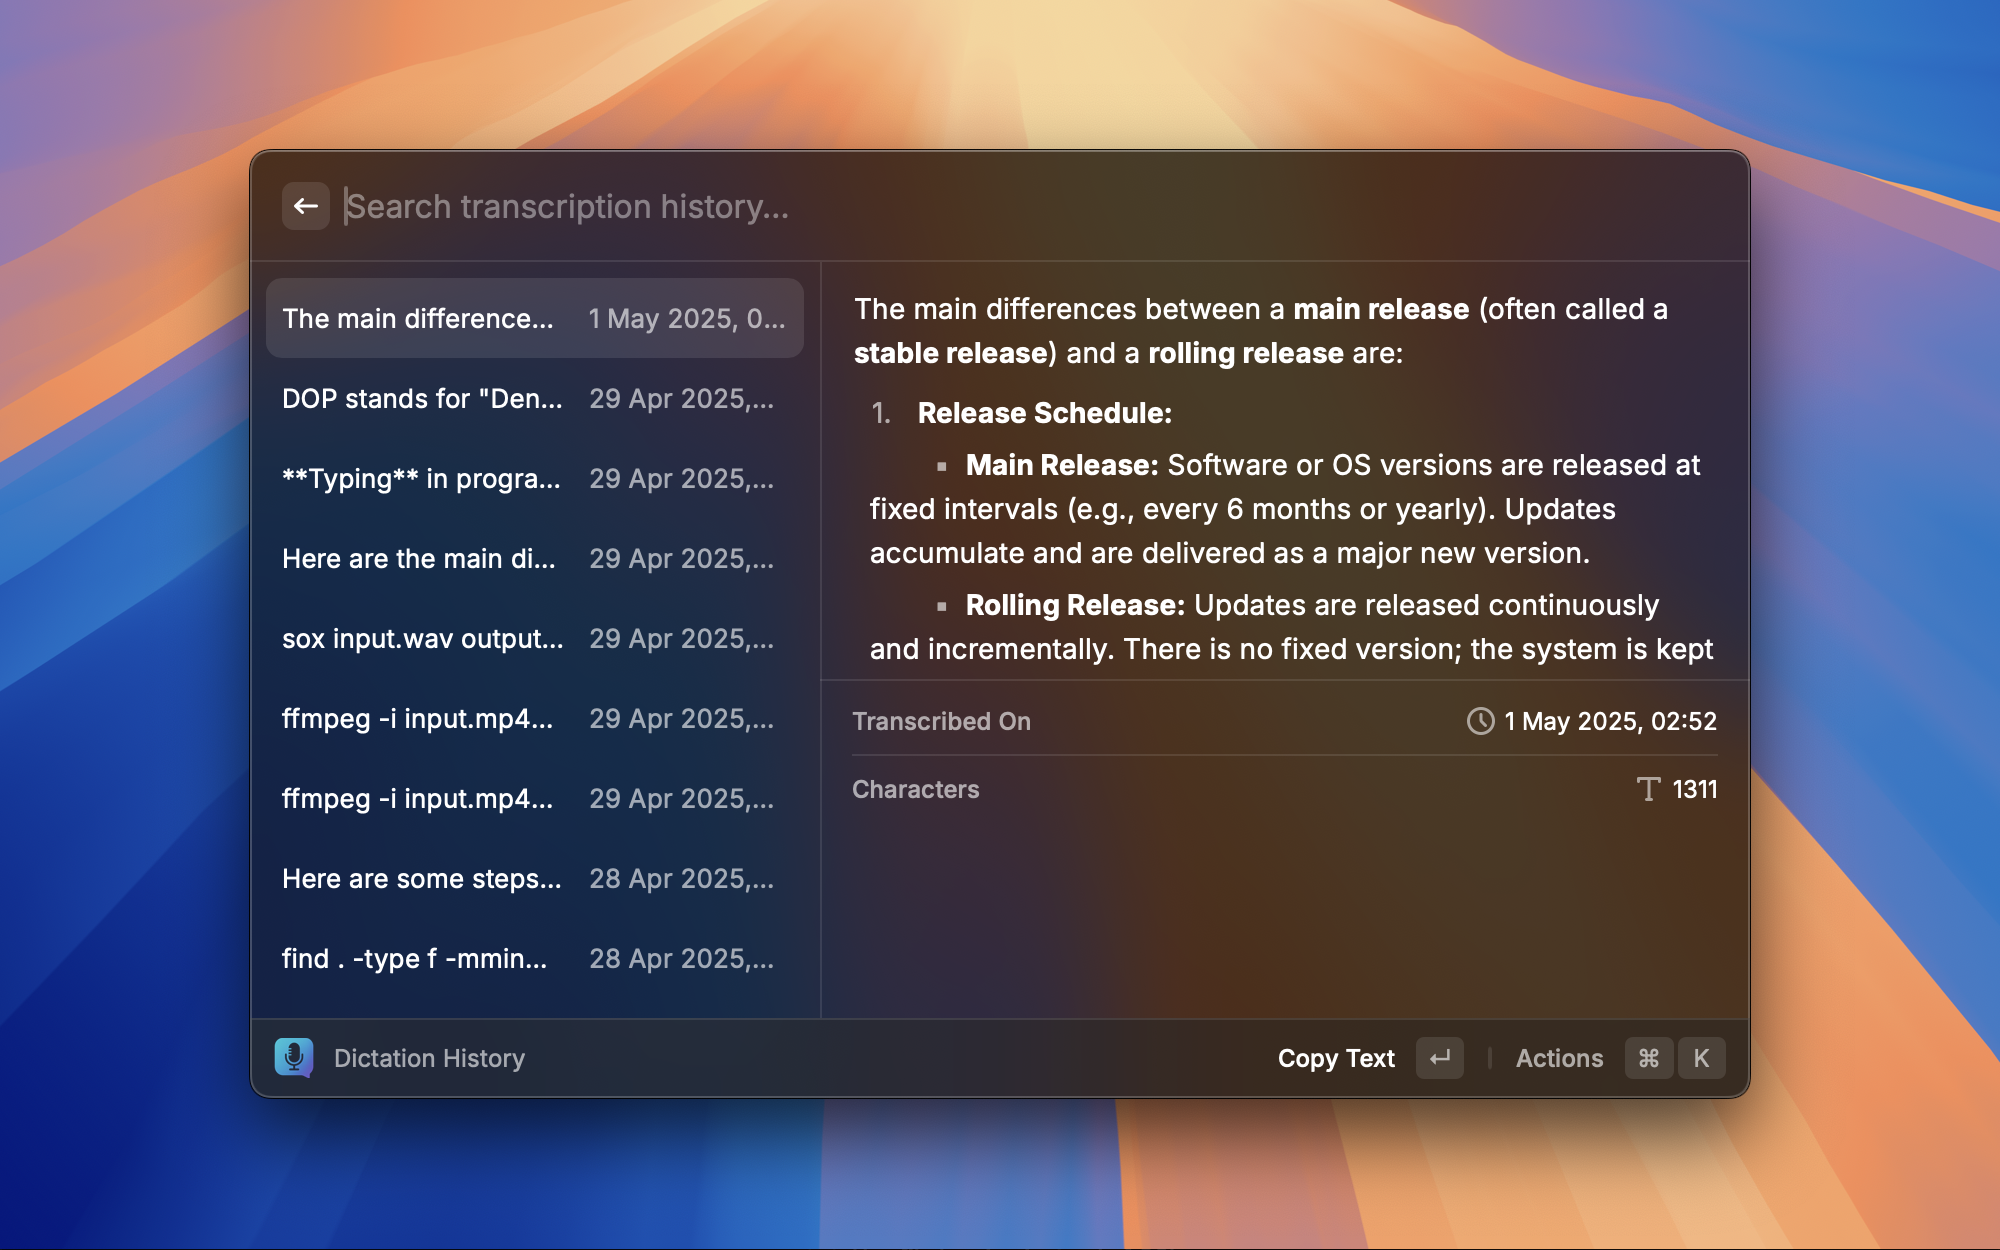 Search transcription history...
The main difference... 1 May 2025, 0...
DOP stands for "Den... 29 Apr 2025,...
**Typing** in progra... 29 Apr 2025,...
Here are the main di... 29 Apr 2025,...
sox input.wav output... 29 Apr 2025,...
ffmpeg -i input.mp4... 29 Apr 2025,...
ffmpeg -i input.mp4... 29 Apr 2025,...
Here are some steps... 28 Apr 2025,...
find . -type f -mmin... 28 Apr 2025,...
The main differences between a main release (often called a
stable release) and a rolling release are:
1. Release Schedule:
▪ Main Release: Software or OS versions are released at
fixed intervals (e.g., every 6 months or yearly). Updates
accumulate and are delivered as a major new version.
▪ Rolling Release: Updates are released continuously
and incrementally. There is no fixed version; the system is kept
Transcribed On 1 May 2025, 02:52
Characters 1311
Dictation History Copy Text ↵ Actions ⌘ K